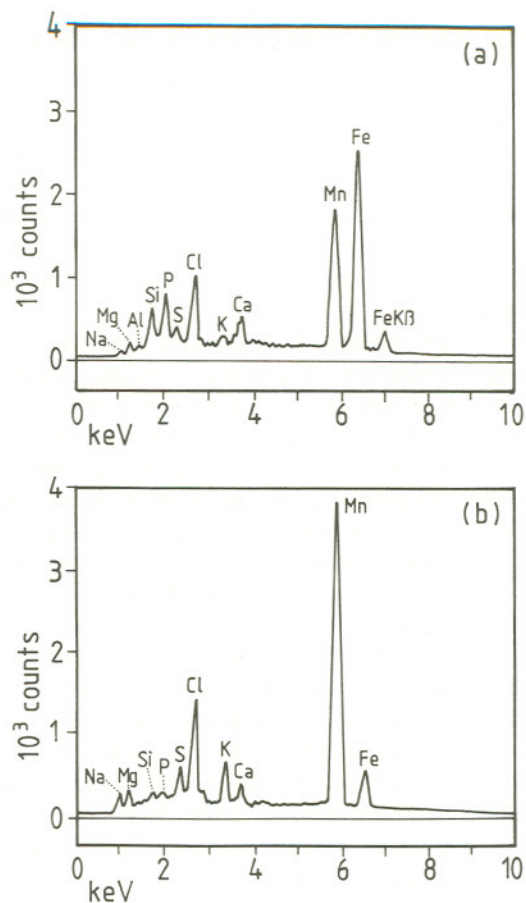 4
(a)
3
Fe
2
Mn
10³ counts
Cl
1
P
Si
Ca
Mg
Al
S
K
Na
FeKß
0
0 2 4 6 8 10
keV
4
Mn
(b)
3
2
10³ counts
Cl
1
S
K
Si
P
Na
Mg
Ca
Fe
0
0 2 4 6 8 10
keV